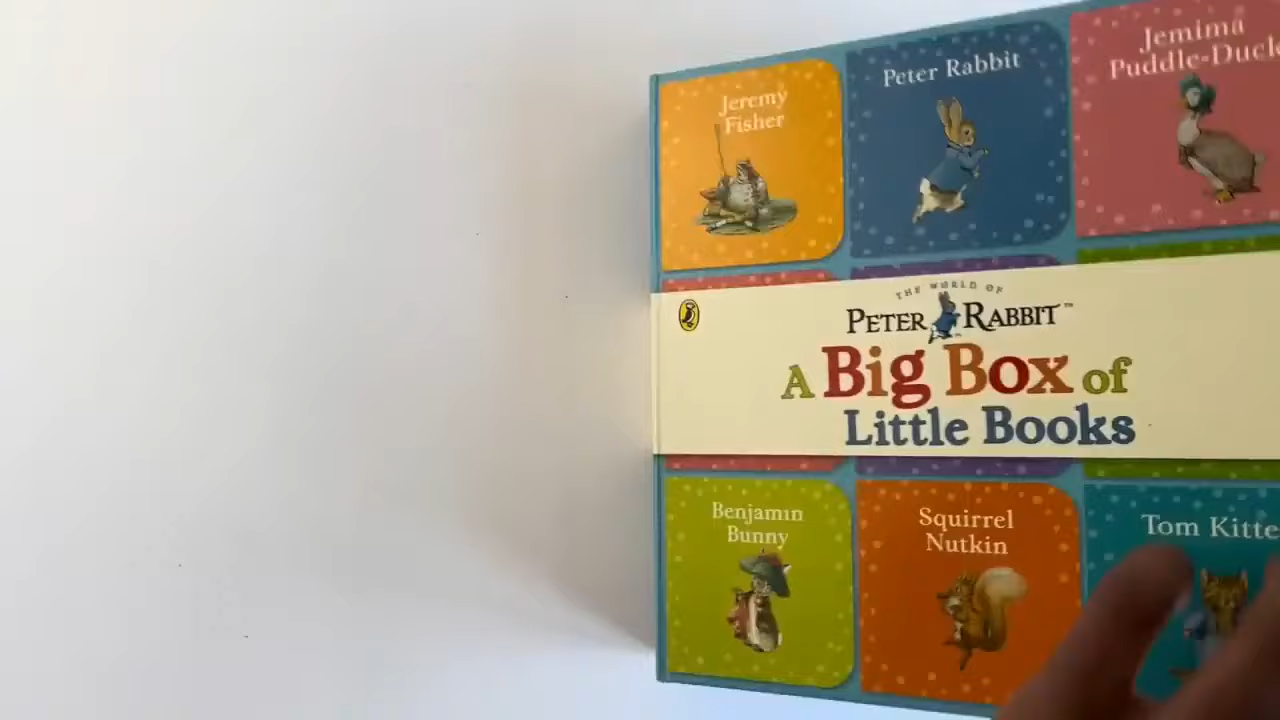 Jeremy
Fisher
Peter Rabbit
Jemima
Puddle-Duck
THE WORLD OF
PETER RABBIT™
A Big Box of
Little Books
Benjamin
Bunny
Squirrel
Nutkin
Tom Kitte